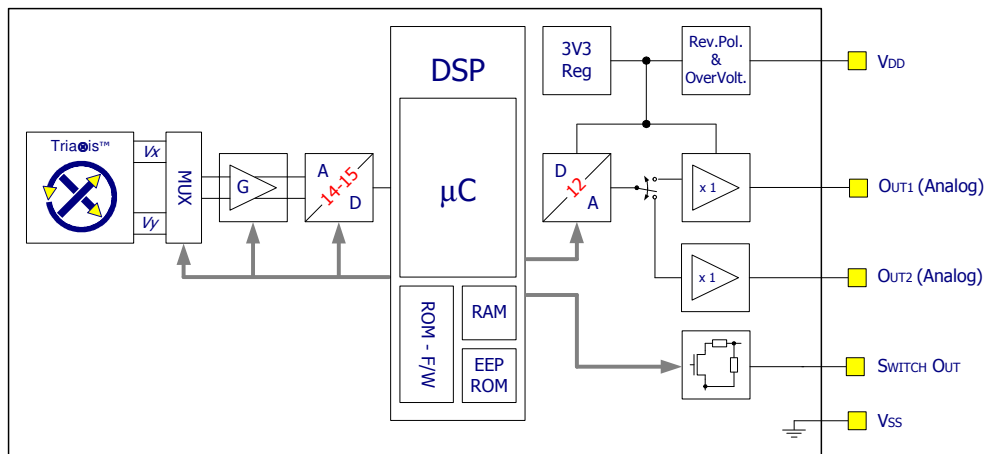 3V3
Reg
Rev.Pol.
&
OverVolt.
VDD
DSP
Triaxis™
Vx
Vy
MUX
G
A
14-15
D
µC
D
12
A
x 1
OUT1 (Analog)
x 1
OUT2 (Analog)
ROM - F/W
RAM
EEP
ROM
SWITCH OUT
VSS